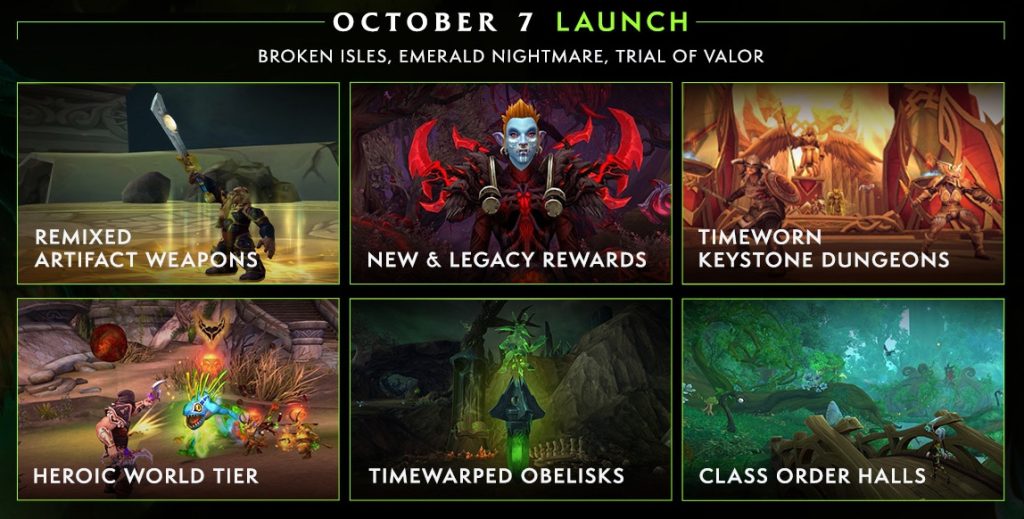 OCTOBER 7 LAUNCH
BROKEN ISLES, EMERALD NIGHTMARE, TRIAL OF VALOR
REMIXED
ARTIFACT WEAPONS
NEW & LEGACY REWARDS
TIMEWORN
KEYSTONE DUNGEONS
HEROIC WORLD TIER
TIMEWARPED OBELISKS
CLASS ORDER HALLS